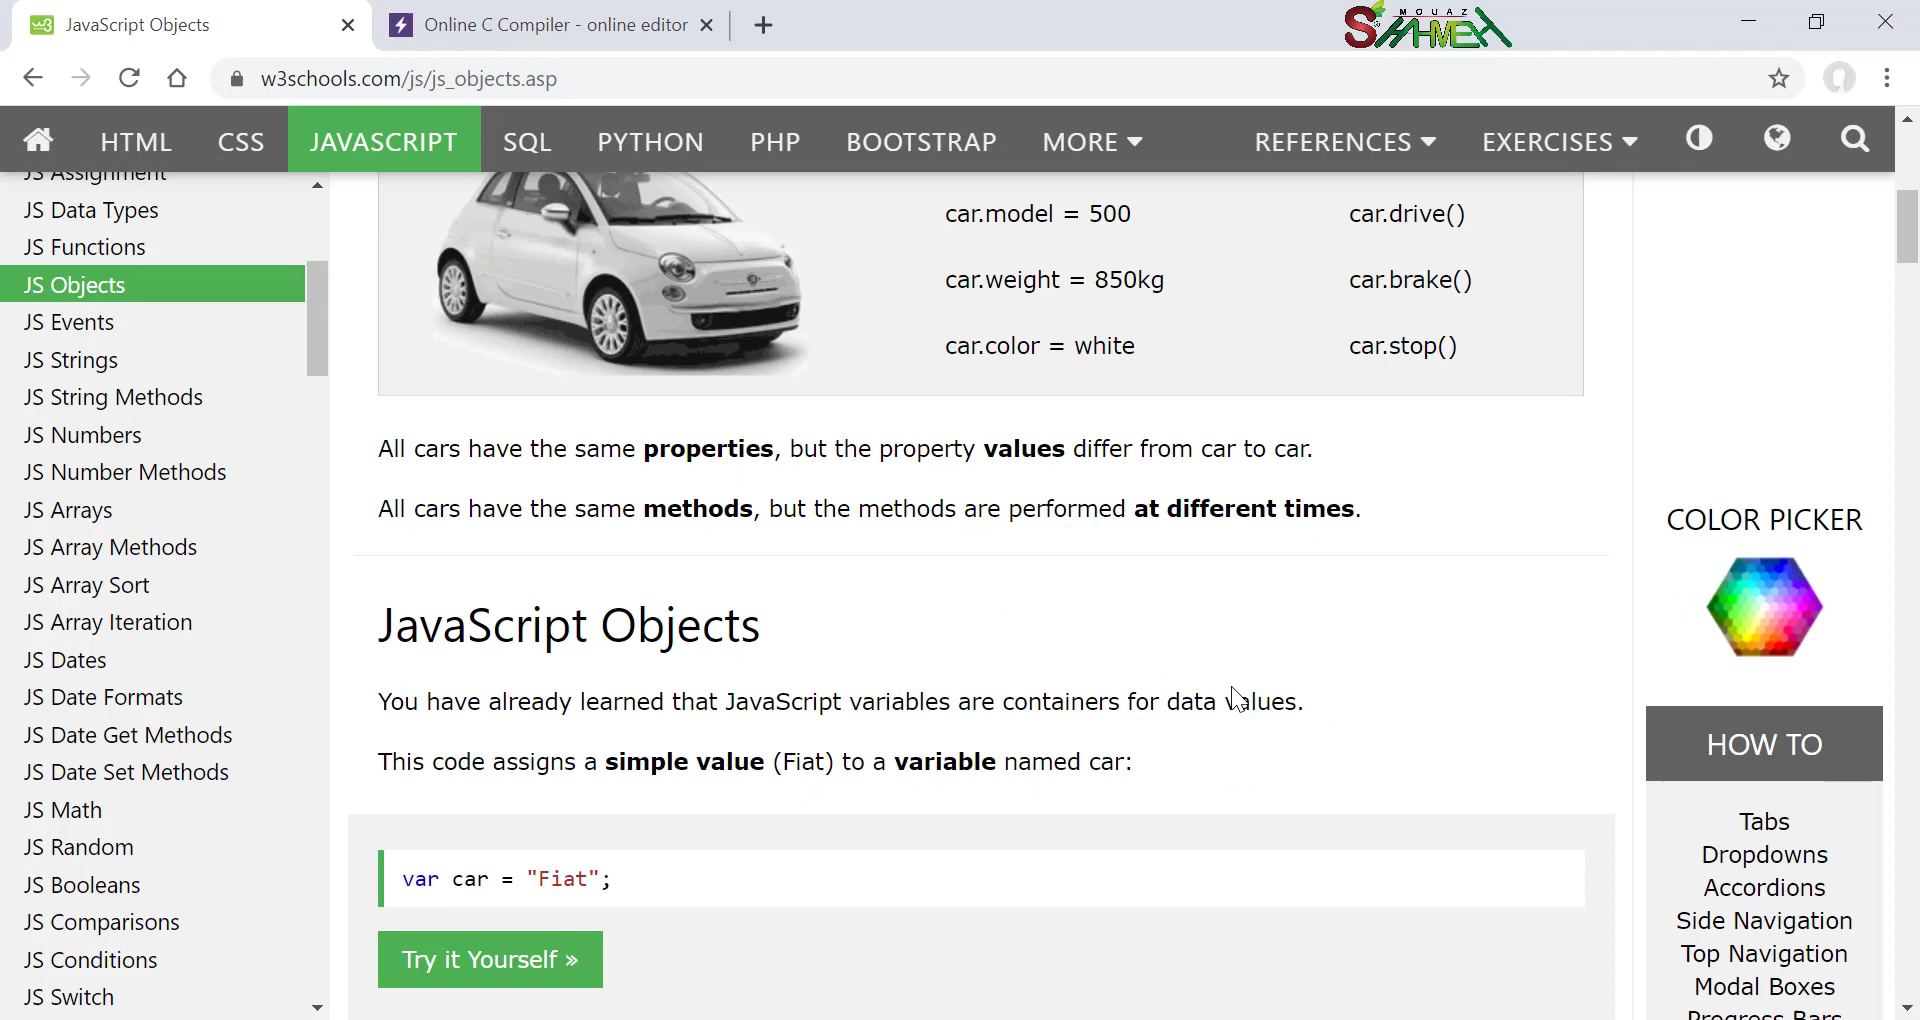 JavaScript Objects
Online C Compiler - online editor
MOUAZ
w3schools.com/js/js_objects.asp
HTML CSS JAVASCRIPT SQL PYTHON PHP BOOTSTRAP MORE REFERENCES EXERCISES
JS Assignment
JS Data Types
JS Functions
JS Objects
JS Events
JS Strings
JS String Methods
JS Numbers
JS Number Methods
JS Arrays
JS Array Methods
JS Array Sort
JS Array Iteration
JS Dates
JS Date Formats
JS Date Get Methods
JS Date Set Methods
JS Math
JS Random
JS Booleans
JS Comparisons
JS Conditions
JS Switch
car.model = 500 car.drive()
car.weight = 850kg car.brake()
car.color = white car.stop()
All cars have the same properties, but the property values differ from car to car.
All cars have the same methods, but the methods are performed at different times.
JavaScript Objects
You have already learned that JavaScript variables are containers for data values.
This code assigns a simple value (Fiat) to a variable named car:
var car = "Fiat";
Try it Yourself »
COLOR PICKER
HOW TO
Tabs
Dropdowns
Accordions
Side Navigation
Top Navigation
Modal Boxes
Progress Bars